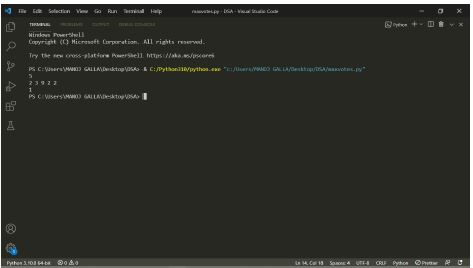 File Edit Selection View Go Run Terminal Help
maxvotes.py - DSA - Visual Studio Code
TERMINAL PROBLEMS OUTPUT DEBUG CONSOLE
Python
Windows PowerShell
Copyright (C) Microsoft Corporation. All rights reserved.
Try the new cross-platform PowerShell https://aka.ms/pscore6
PS C:\Users\MANOJ GALLA\Desktop\DSA> & C:/Python310/python.exe "c:/Users/MANOJ GALLA/Desktop/DSA/maxvotes.py"
5
2 3 9 2 2
1
PS C:\Users\MANOJ GALLA\Desktop\DSA>
Python 3.10.0 64-bit 0 0 Ln 14, Col 18 Spaces: 4 UTF-8 CRLF Python Prettier